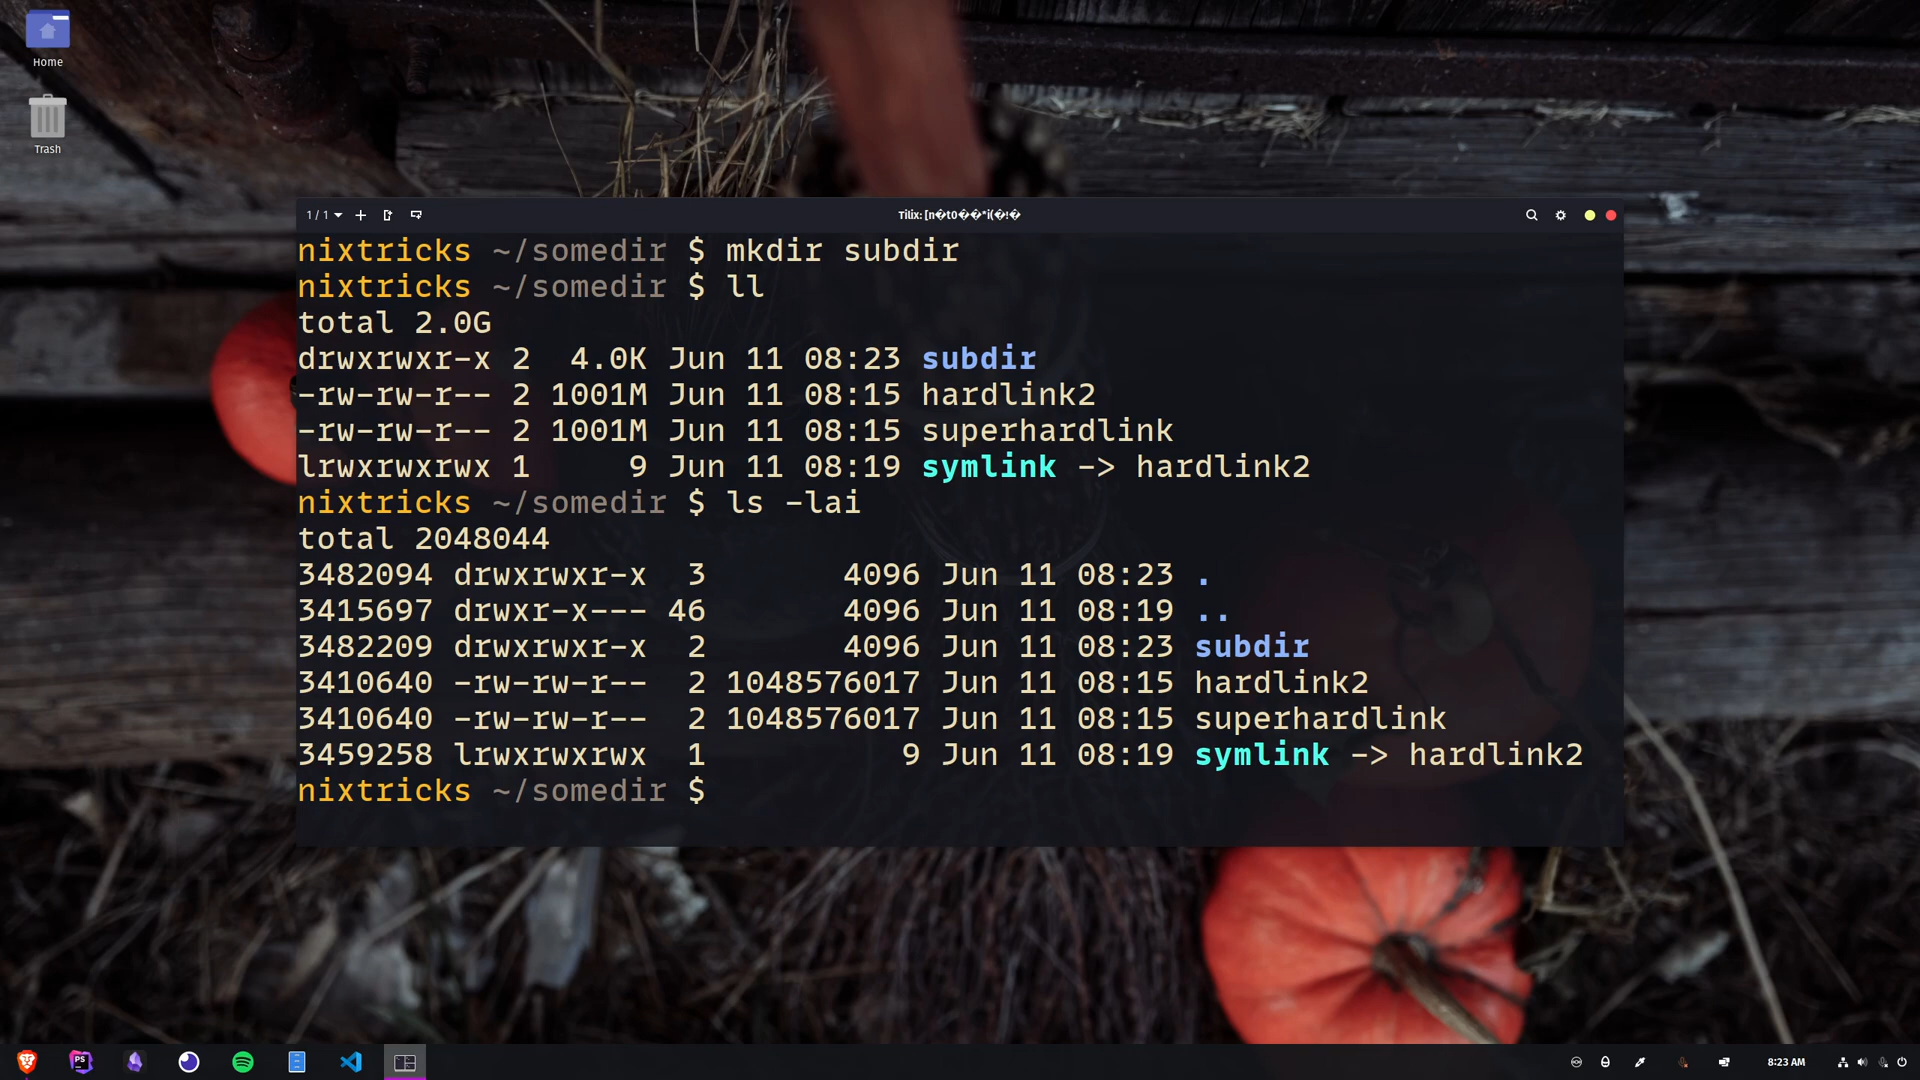 Home
Trash
1 / 1
Tilix: [n�t0��*i(�!�
nixtricks ~/somedir $ mkdir subdir
nixtricks ~/somedir $ ll
total 2.0G
drwxrwxr-x 2  4.0K Jun 11 08:23 subdir
-rw-rw-r-- 2 1001M Jun 11 08:15 hardlink2
-rw-rw-r-- 2 1001M Jun 11 08:15 superhardlink
lrwxrwxrwx 1     9 Jun 11 08:19 symlink -> hardlink2
nixtricks ~/somedir $ ls -lai
total 2048044
3482094 drwxrwxr-x  3       4096 Jun 11 08:23 .
3415697 drwxr-x--- 46       4096 Jun 11 08:19 ..
3482209 drwxrwxr-x  2       4096 Jun 11 08:23 subdir
3410640 -rw-rw-r--  2 1048576017 Jun 11 08:15 hardlink2
3410640 -rw-rw-r--  2 1048576017 Jun 11 08:15 superhardlink
3459258 lrwxrwxrwx  1          9 Jun 11 08:19 symlink -> hardlink2
nixtricks ~/somedir $
PS
8:23 AM